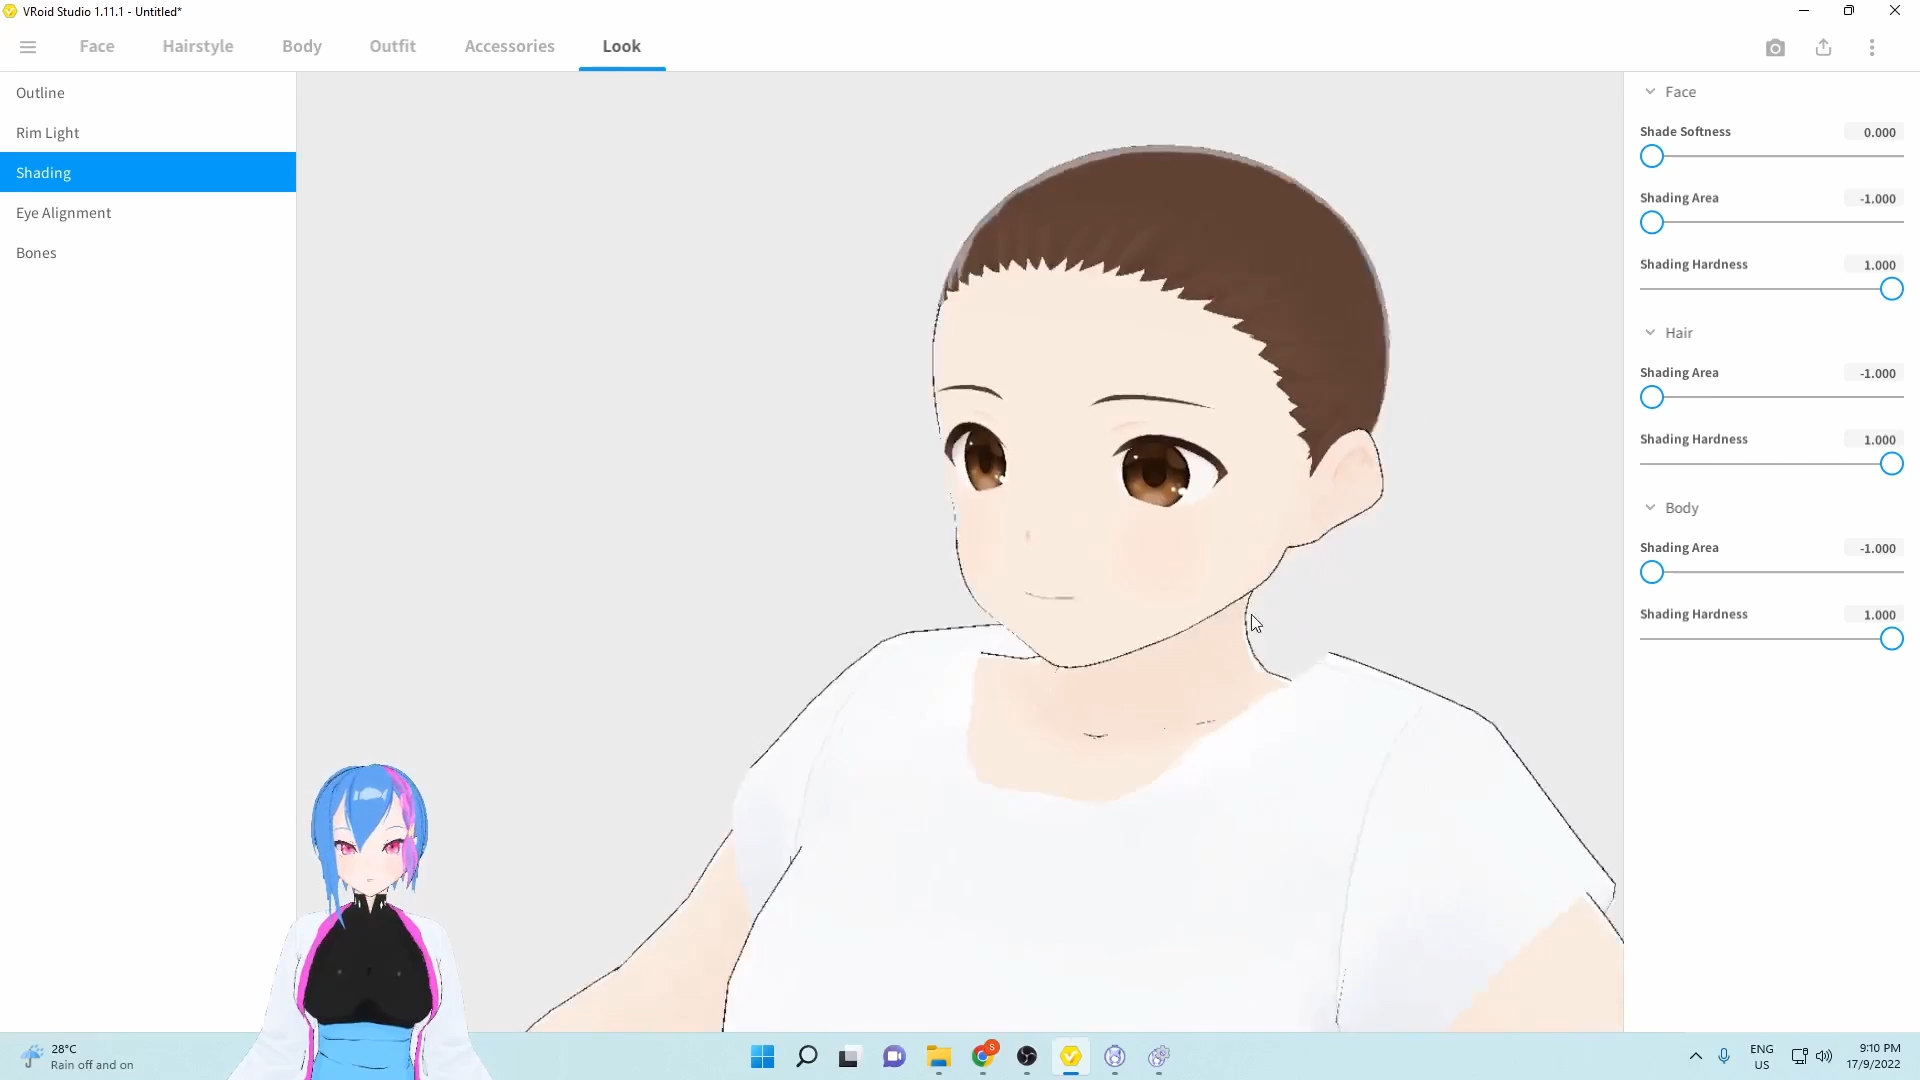 VRoid Studio 1.11.1 - Untitled*
Face
Hairstyle
Body
Outfit
Accessories
Look
Outline
Rim Light
Shading
Eye Alignment
Bones
Face
Shade Softness 0.000
Shading Area -1.000
Shading Hardness 1.000
Hair
Shading Area -1.000
Shading Hardness 1.000
Body
Shading Area -1.000
Shading Hardness 1.000
28°C
Rain off and on
S
ENG
US
9:10 PM
17/9/2022